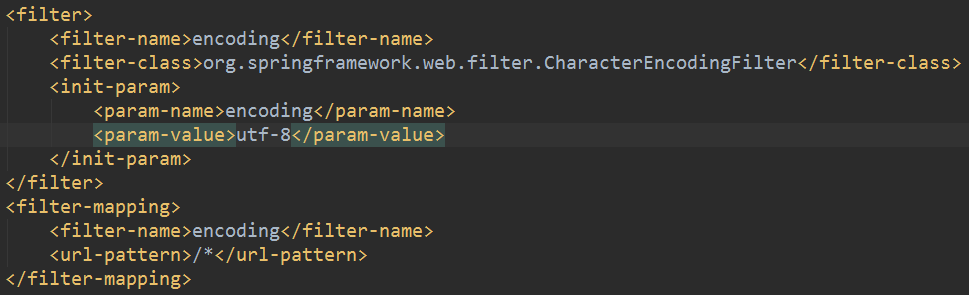 <filter>
    <filter-name>encoding</filter-name>
    <filter-class>org.springframework.web.filter.CharacterEncodingFilter</filter-class>
    <init-param>
        <param-name>encoding</param-name>
        <param-value>utf-8</param-value>
    </init-param>
</filter>
<filter-mapping>
    <filter-name>encoding</filter-name>
    <url-pattern>/*</url-pattern>
</filter-mapping>